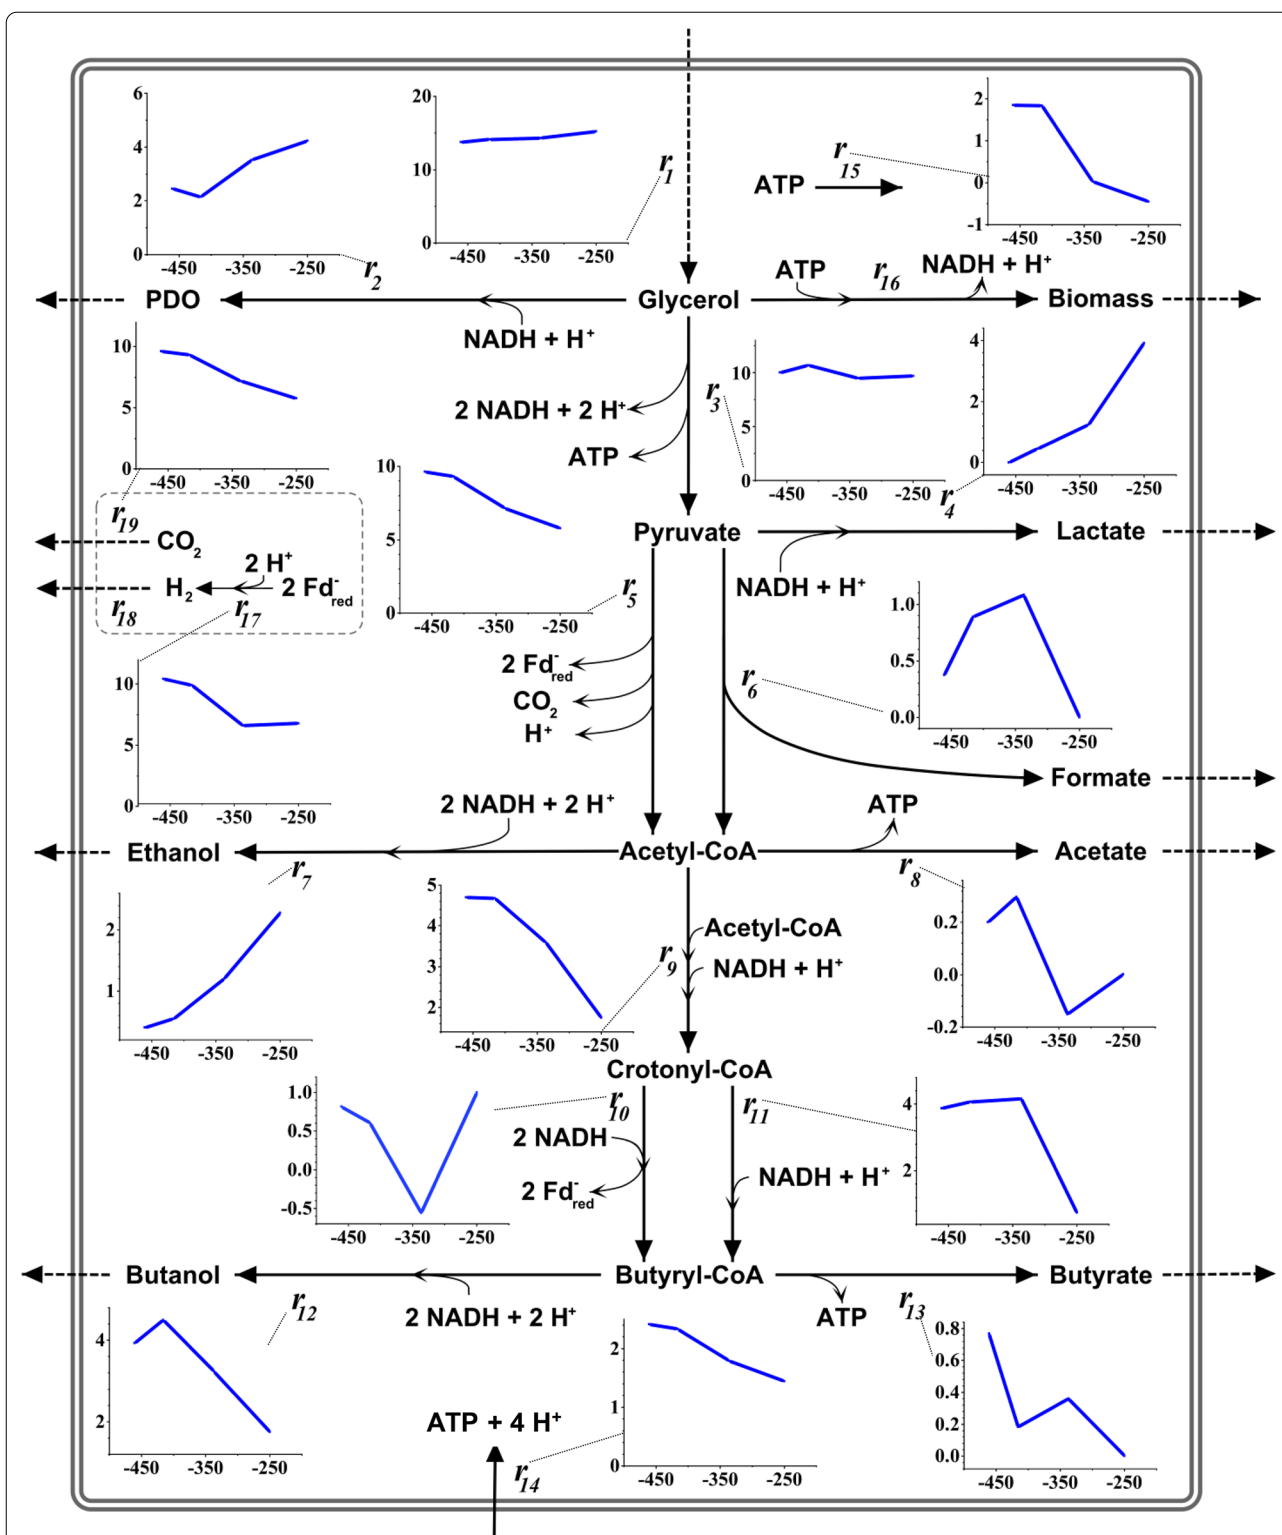 6
4
2
0
-450 -350 -250
r2
20
10
0
-450 -350 -250
r1
ATP
r15
2
1
0
-1
-450 -350 -250
PDO
NADH + H+
Glycerol
ATP
r16
NADH + H+
Biomass
10
5
0
-450 -350 -250
r19
2 NADH + 2 H+
ATP
r3
10
5
0
-450 -350 -250
4
2
0
-450 -350 -250
r4
CO2
H2
2 H+
2 Fd-red
r18
r17
10
5
0
-450 -350 -250
r5
Pyruvate
NADH + H+
Lactate
10
5
0
-450 -350 -250
2 Fd-red
CO2
H+
r6
1.0
0.5
0.0
-450 -350 -250
Formate
2 NADH + 2 H+
ATP
Ethanol
Acetyl-CoA
Acetate
r7
r8
2
1
-450 -350 -250
5
4
3
2
-450 -350 -250
r9
Acetyl-CoA
NADH + H+
0.2
0.0
-0.2
-450 -350 -250
Crotonyl-CoA
1.0
0.5
0.0
-0.5
-450 -350 -250
r10
2 NADH
2 Fd-red
r11
NADH + H+
4
2
-450 -350 -250
Butanol
Butyryl-CoA
Butyrate
2 NADH + 2 H+
ATP
r12
r13
4
2
-450 -350 -250
ATP + 4 H+
r14
2
1
0
-450 -350 -250
0.8
0.6
0.4
0.2
0.0
-450 -350 -250